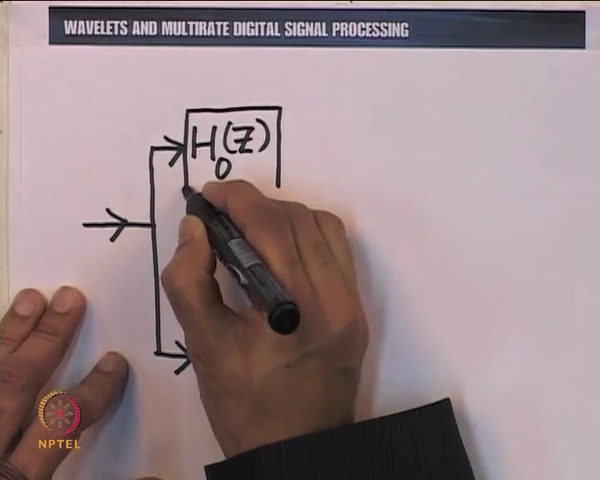 WAVELETS AND MULTIRATE DIGITAL SIGNAL PROCESSING
H₀(Z)
NPTEL